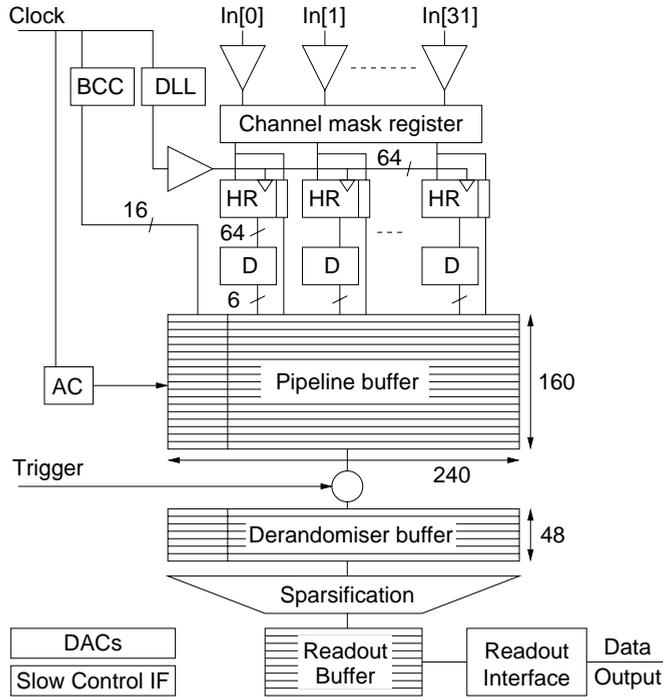 Clock
In[0]
In[1]
In[31]
BCC
DLL
Channel mask register
64
HR
HR
HR
16
64
D
D
D
6
Pipeline buffer
160
AC
240
Trigger
Derandomiser buffer
48
Sparsification
DACs
Slow Control IF
Readout
Buffer
Readout
Interface
Data
Output